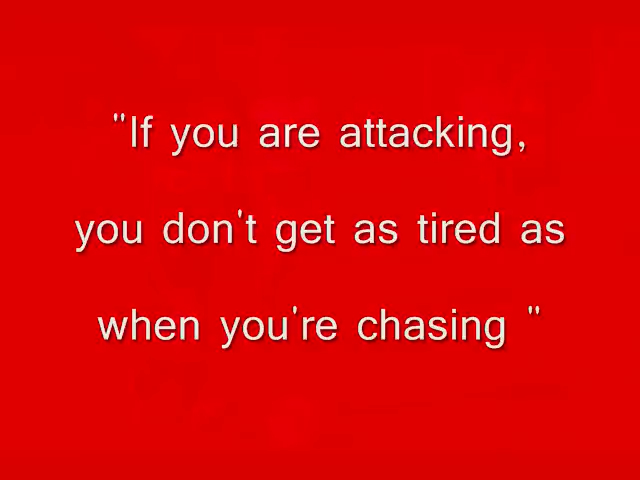 "If you are attacking,
you don't get as tired as
when you're chasing "